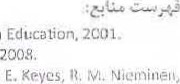 فهرست منابع:
Education, 2001.
2008.
E. Keyes, R. M. Nieminen,